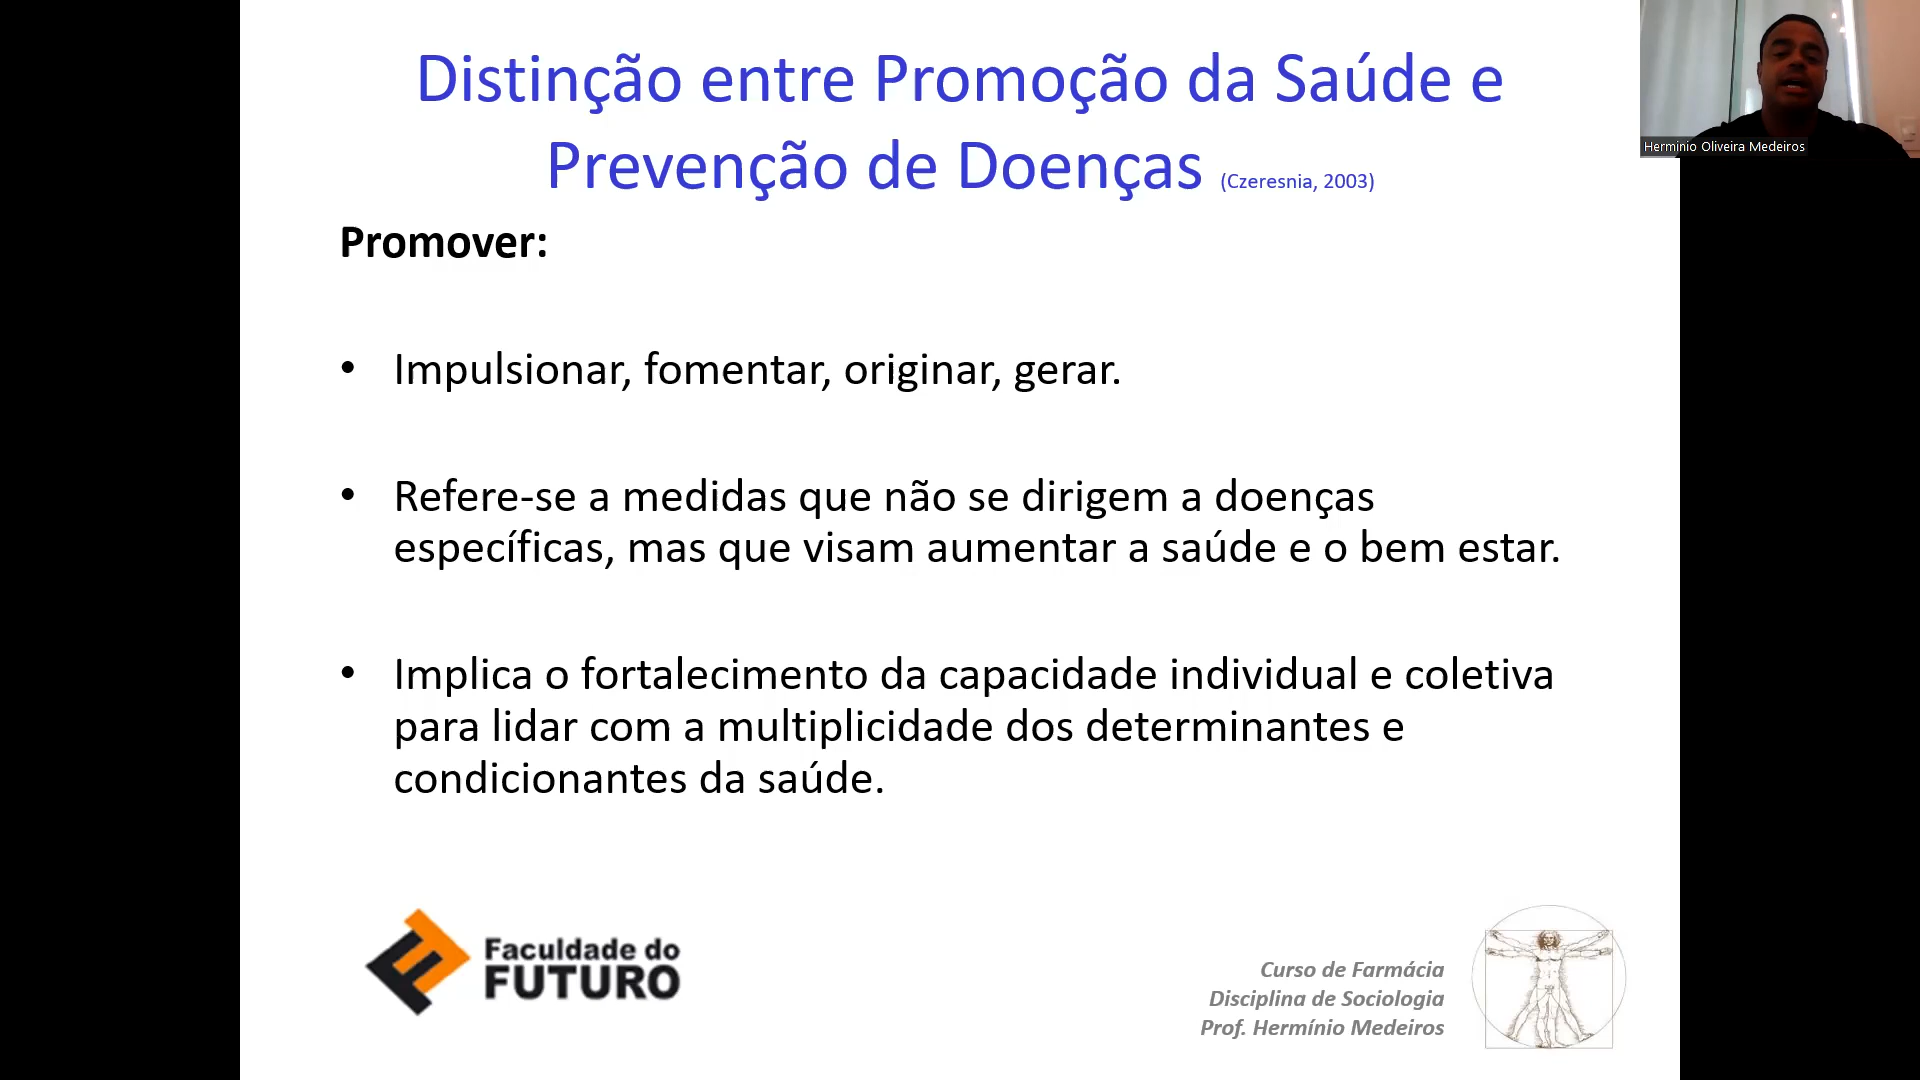 Distinção entre Promoção da Saúde e
Prevenção de Doenças (Czeresnia, 2003)
Hermínio Oliveira Medeiros
Promover:
• Impulsionar, fomentar, originar, gerar.
• Refere-se a medidas que não se dirigem a doenças
específicas, mas que visam aumentar a saúde e o bem estar.
• Implica o fortalecimento da capacidade individual e coletiva
para lidar com a multiplicidade dos determinantes e
condicionantes da saúde.
Faculdade do
FUTURO
Curso de Farmácia
Disciplina de Sociologia
Prof. Hermínio Medeiros